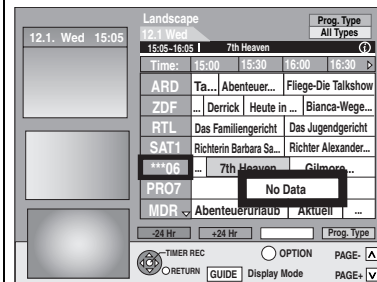 Landscape Prog. Type
12.1. Wed 15:05 12.1 Wed All Types
15:05~16:05 7th Heaven
Time: 15:00 15:30 16:00 16:30
ARD Ta... Abenteuer... Fliege-Die Talkshow
ZDF ... Derrick Heute in ... Bianca-Wege...
RTL Das Familiengericht Das Jugendgericht
SAT1 Richterin Barbara Sa... Richter Alexander...
***06 ... 7th Heaven Gilmore...
PRO7 No Data
MDR Abenteuerurlaub Aktuell ...
-24 Hr +24 Hr Prog. Type
TIMER REC OPTION PAGE-
RETURN GUIDE Display Mode PAGE+